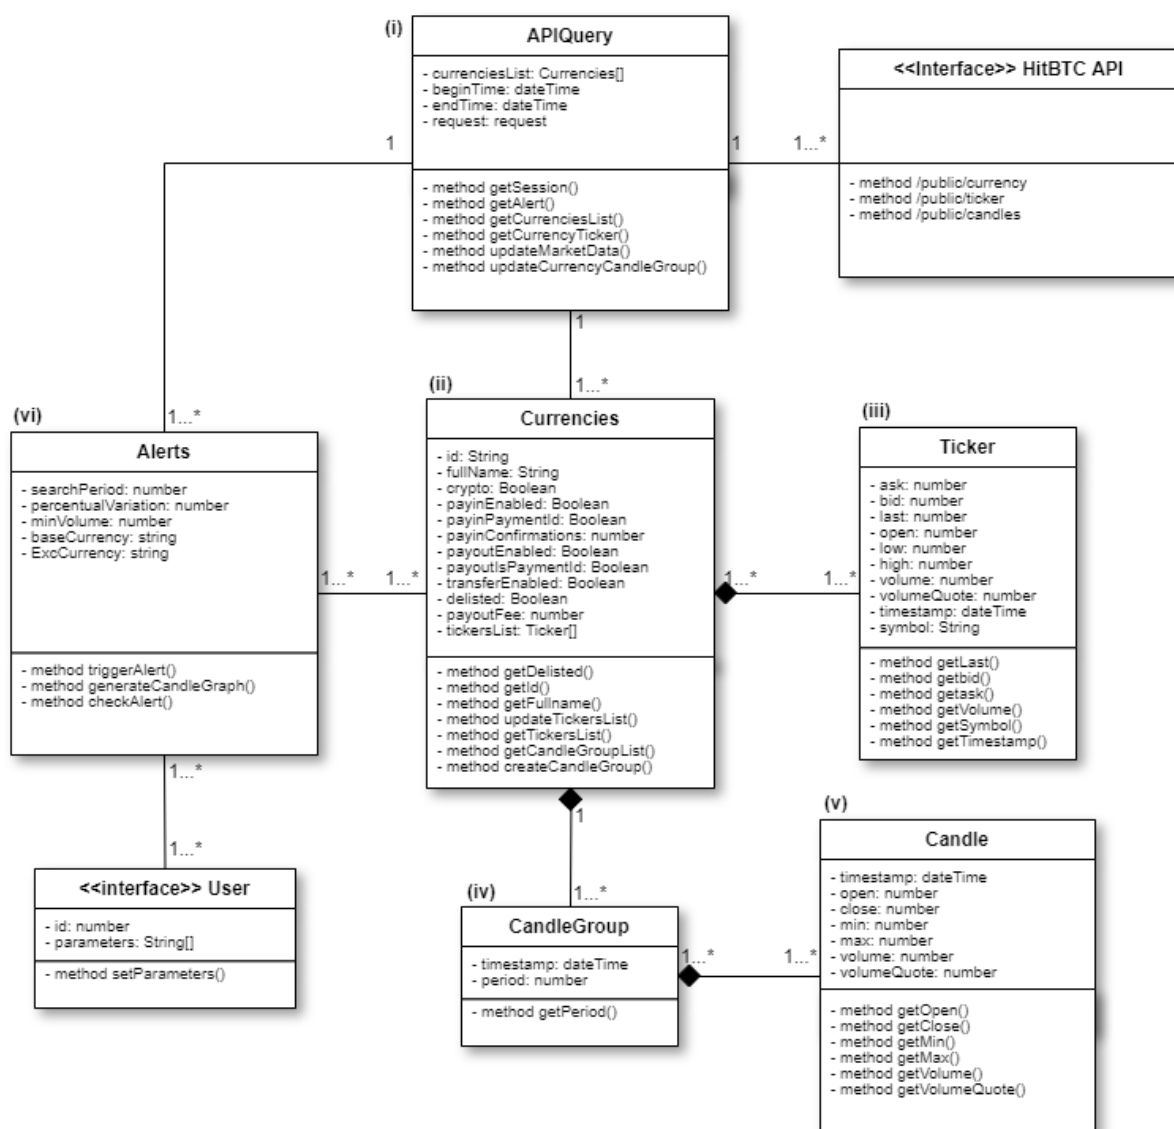 (i)
APIQuery
- currenciesList: Currencies[]
- beginTime: dateTime
- endTime: dateTime
- request: request
- method getSession()
- method getAlert()
- method getCurrenciesList()
- method getCurrencyTicker()
- method updateMarketData()
- method updateCurrencyCandleGroup()
1
1
1...*
<<Interface>> HitBTC API
- method /public/currency
- method /public/ticker
- method /public/candles
1
1...*
(ii)
Currencies
- id: String
- fullName: String
- crypto: Boolean
- payinEnabled: Boolean
- payinPaymentId: Boolean
- payinConfirmations: number
- payoutEnabled: Boolean
- payoutIsPaymentId: Boolean
- transferEnabled: Boolean
- delisted: Boolean
- payoutFee: number
- tickersList: Ticker[]
- method getDelisted()
- method getId()
- method getFullname()
- method updateTickersList()
- method getTickersList()
- method getCandleGroupList()
- method createCandleGroup()
(vi)
1...*
Alerts
- searchPeriod: number
- percentualVariation: number
- minVolume: number
- baseCurrency: string
- ExcCurrency: string
- method triggerAlert()
- method generateCandleGraph()
- method checkAlert()
1...*
1...*
1...*
1...*
(iii)
Ticker
- ask: number
- bid: number
- last: number
- open: number
- low: number
- high: number
- volume: number
- volumeQuote: number
- timestamp: dateTime
- symbol: String
- method getLast()
- method getbid()
- method getask()
- method getVolume()
- method getSymbol()
- method getTimestamp()
1...*
1...*
<<interface>> User
- id: number
- parameters: String[]
- method setParameters()
1
1...*
(iv)
CandleGroup
- timestamp: dateTime
- period: number
- method getPeriod()
1...*
1...*
(v)
Candle
- timestamp: dateTime
- open: number
- close: number
- min: number
- max: number
- volume: number
- volumeQuote: number
- method getOpen()
- method getClose()
- method getMin()
- method getMax()
- method getVolume()
- method getVolumeQuote()